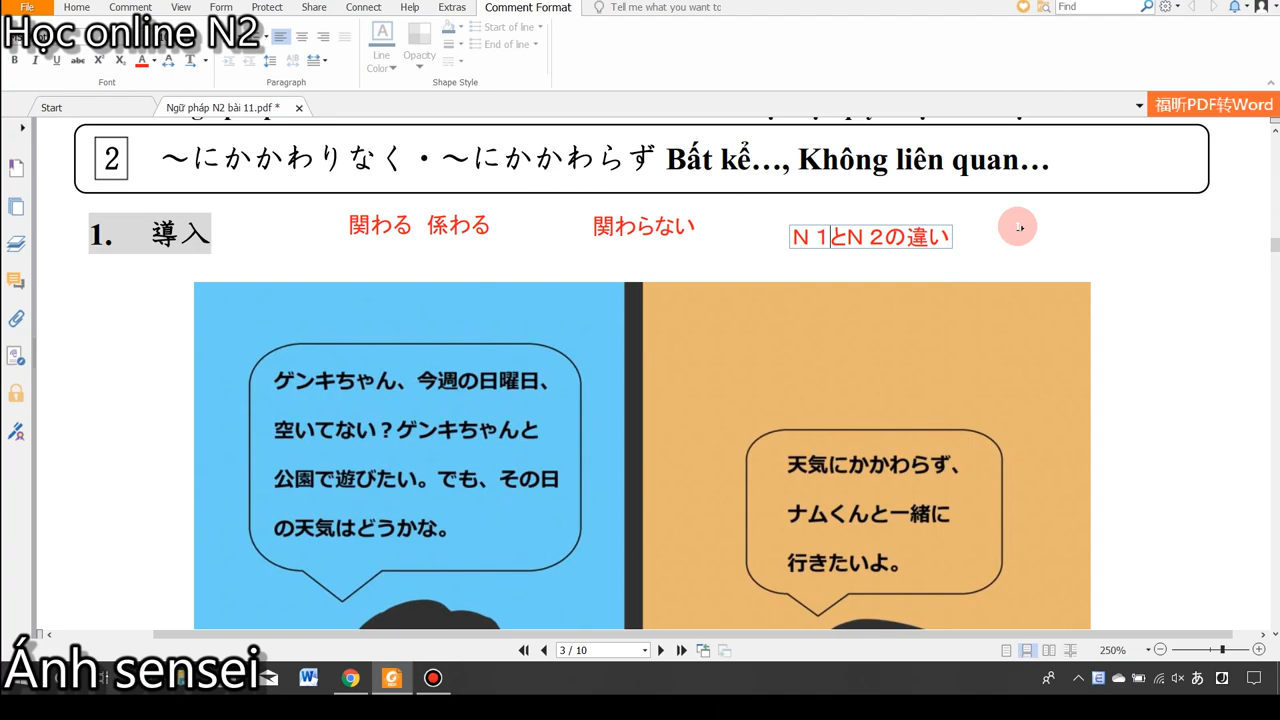 File Home Comment View Form Protect Share Connect Help Extras Comment Format Tell me what you want to Find
Học online N2
Line Color
Opacity
Start of line
End of line
Font Paragraph Shape Style
Start
Ngữ pháp N2 bài 11.pdf *
福昕PDF转Word
2 ～にかかわりなく・～にかかわらず Bất kể…, Không liên quan…
1. 導入
関わる 係わる
関わらない
Ｎ１とＮ２の違い
ゲンキちゃん、今週の日曜日、
空いてない？ゲンキちゃんと
公園で遊びたい。でも、その日
の天気はどうかな。
天気にかかわらず、
ナムくんと一緒に
行きたいよ。
3 / 10
250%
Ánh sensei